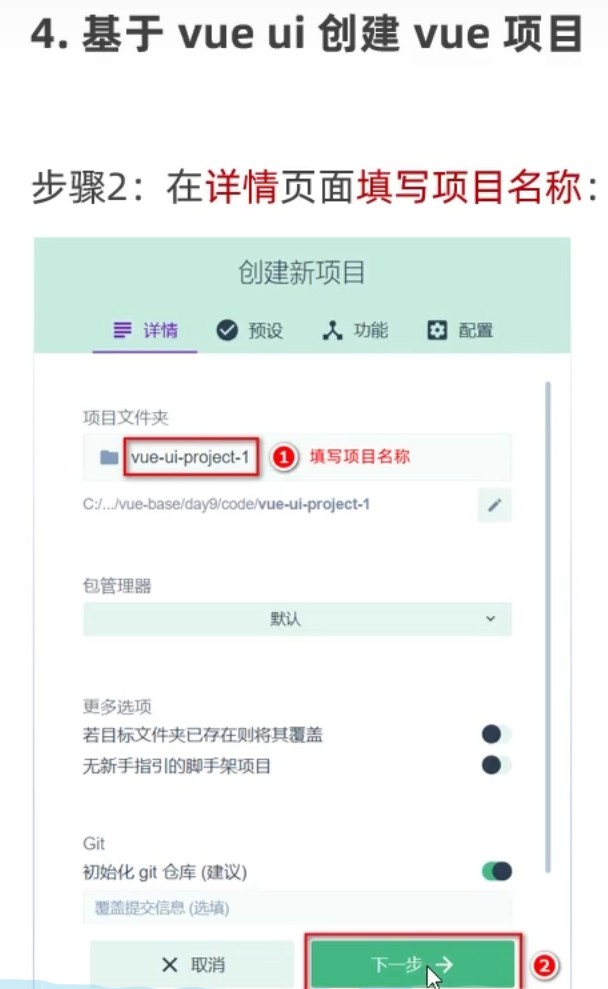 4. 基于 vue ui 创建 vue 项目
步骤2：在详情页面填写项目名称：
创建新项目
详情 预设 功能 配置
项目文件夹
vue-ui-project-1 1 填写项目名称
C:/.../vue-base/day9/code/vue-ui-project-1
包管理器
默认
更多选项
若目标文件夹已存在则将其覆盖
无新手指引的脚手架项目
Git
初始化 git 仓库 (建议)
覆盖提交信息 (选填)
取消 下一步 2